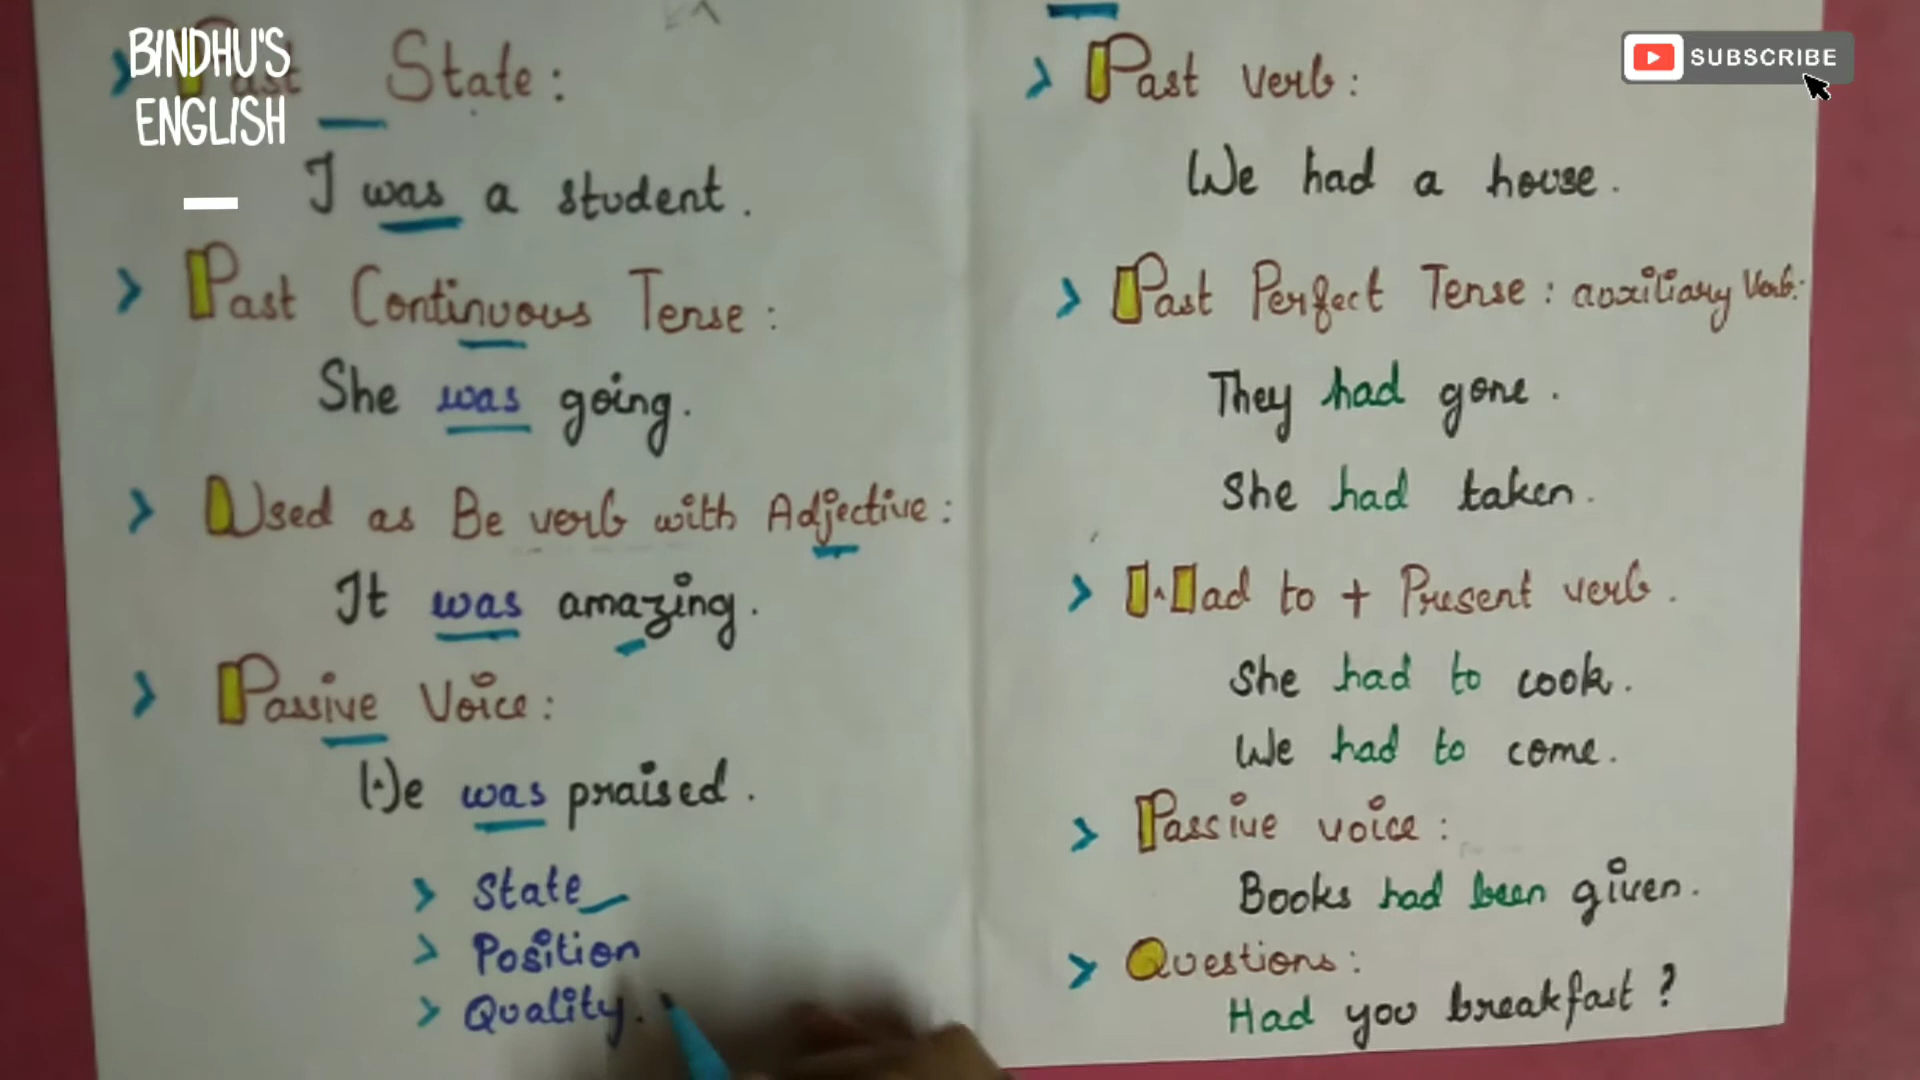 BINDHU'S
ENGLISH
Past State:
I was a student.
Past Continuous Tense:
She was going.
Used as Be verb with Adjective:
It was amazing.
Passive Voice:
He was praised.
State
Position
Quality.
Past verb:
We had a house.
Past Perfect Tense: auxiliary Verb:
They had gone.
She had taken.
Had to + Present verb.
She had to cook.
We had to come.
Passive voice:
Books had been given.
Questions:
Had you breakfast?
SUBSCRIBE